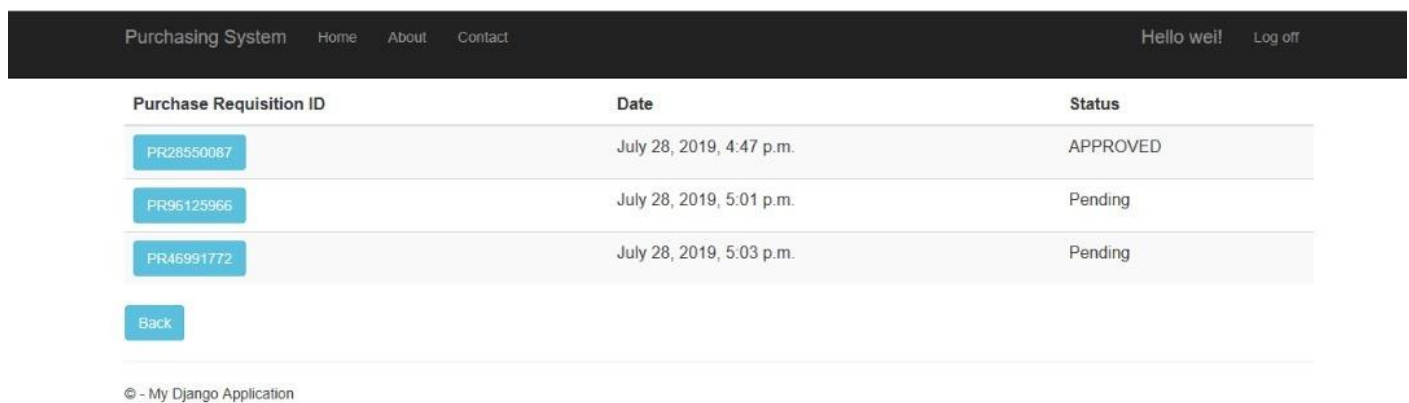 Purchasing System Home About Contact Hello wei! Log off
Purchase Requisition ID Date Status
PR28550087 July 28, 2019, 4:47 p.m. APPROVED
PR96125966 July 28, 2019, 5:01 p.m. Pending
PR46991772 July 28, 2019, 5:03 p.m. Pending
Back
© - My Django Application